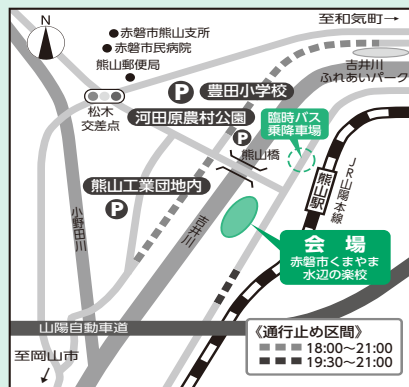 至和気町→
N
赤磐市熊山支所
赤磐市民病院
熊山郵便局
吉井川
ふれあいパーク
P
豊田小学校
松木
交差点
河田原農村公園
P
臨時バス
乗降車場
熊山橋
熊山工業団地内
P
熊山駅
JR山陽本線
小野田川
吉井川
会場
赤磐市くまやま
水辺の楽校
山陽自動車道
至岡山市
《通行止め区間》
18:00〜21:00
19:30〜21:00